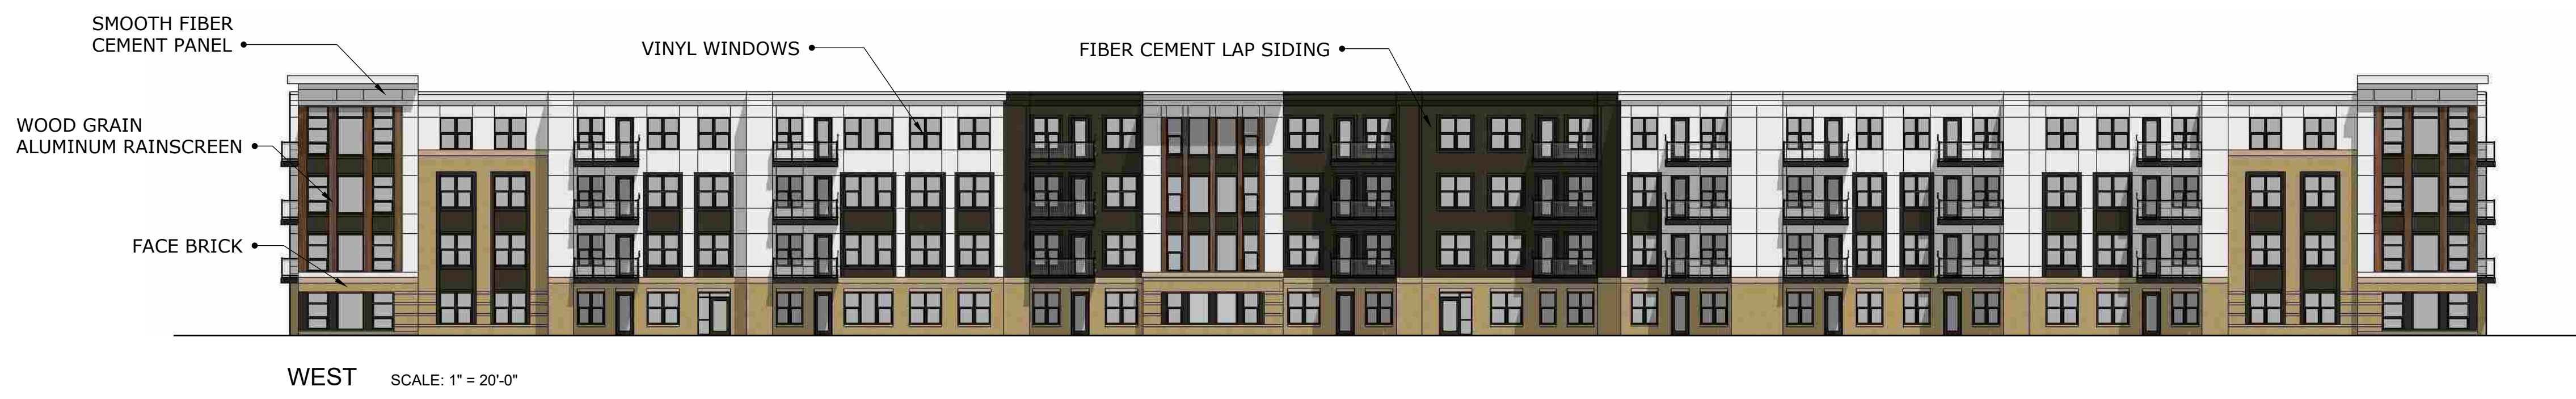 SMOOTH FIBER
CEMENT PANEL
VINYL WINDOWS
FIBER CEMENT LAP SIDING
WOOD GRAIN
ALUMINUM RAINSCREEN
FACE BRICK
WEST SCALE: 1" = 20'-0"